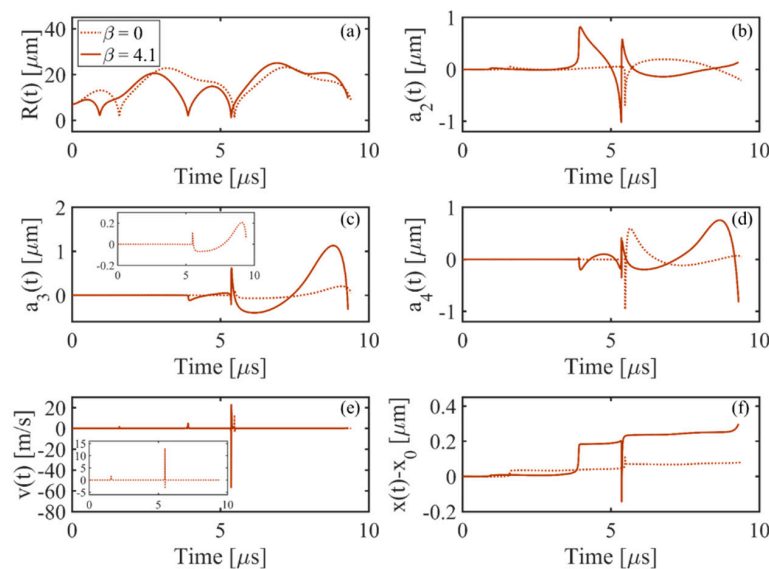 β = 0
β = 4.1
(a)
R(t) [μm]
40
20
0
0 5 10
Time [μs]
(b)
a2(t) [μm]
2
1
0
-1
0 5 10
Time [μs]
(c)
a3(t) [μm]
2
1
0
0.2
0
-0.2
0 5 10
0 5 10
Time [μs]
(d)
a4(t) [μm]
1
0
-1
0 5 10
Time [μs]
(e)
v(t) [m/s]
20
0
-20
-40
-60
-80
15
10
5
0
-5
0 5 10
0 5 10
Time [μs]
(f)
x(t)-x0 [μm]
0.4
0.2
0
-0.2
0 5 10
Time [μs]